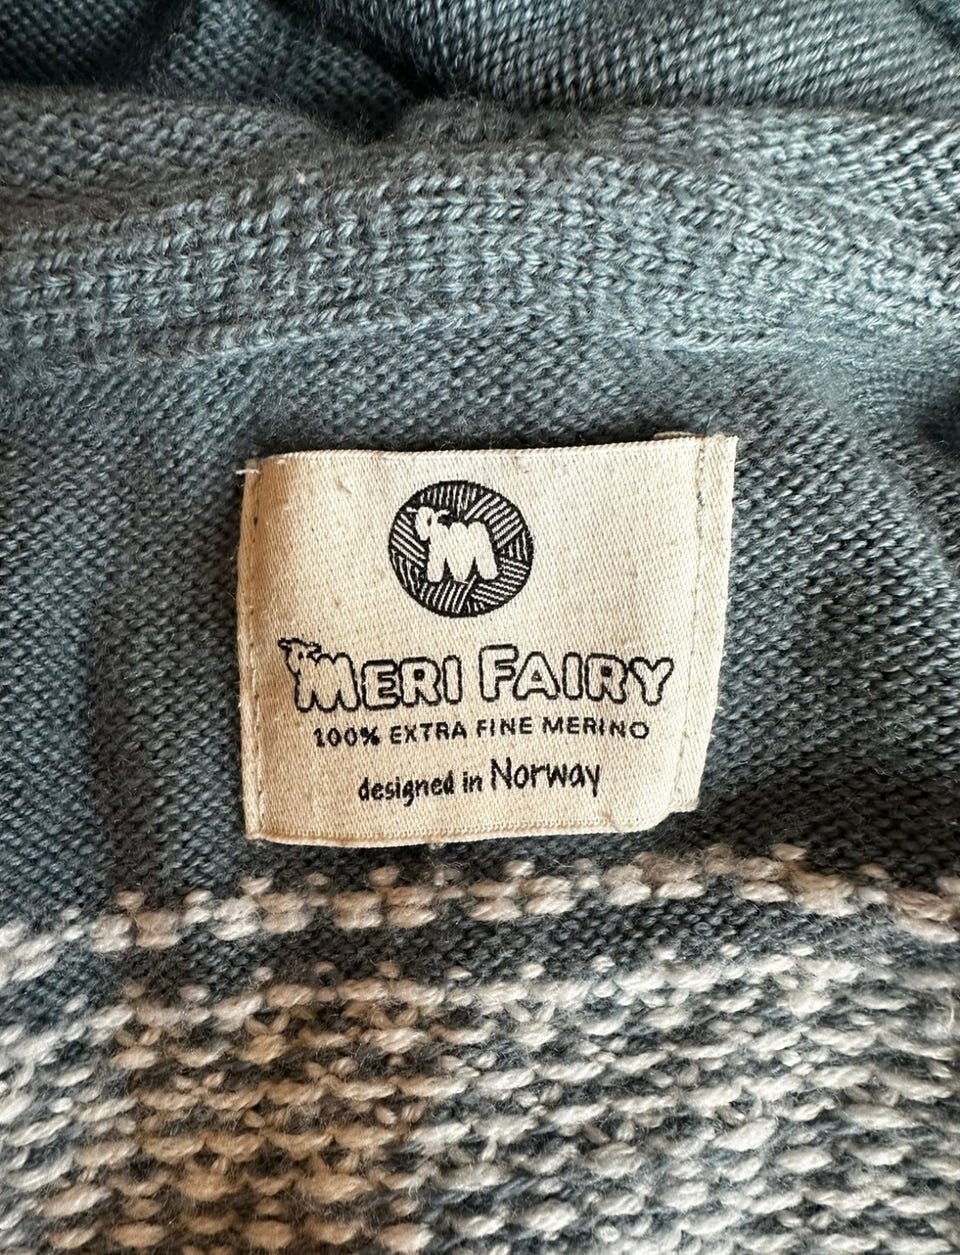 M
MERI FAIRY
100% EXTRA FINE MERINO
designed in Norway